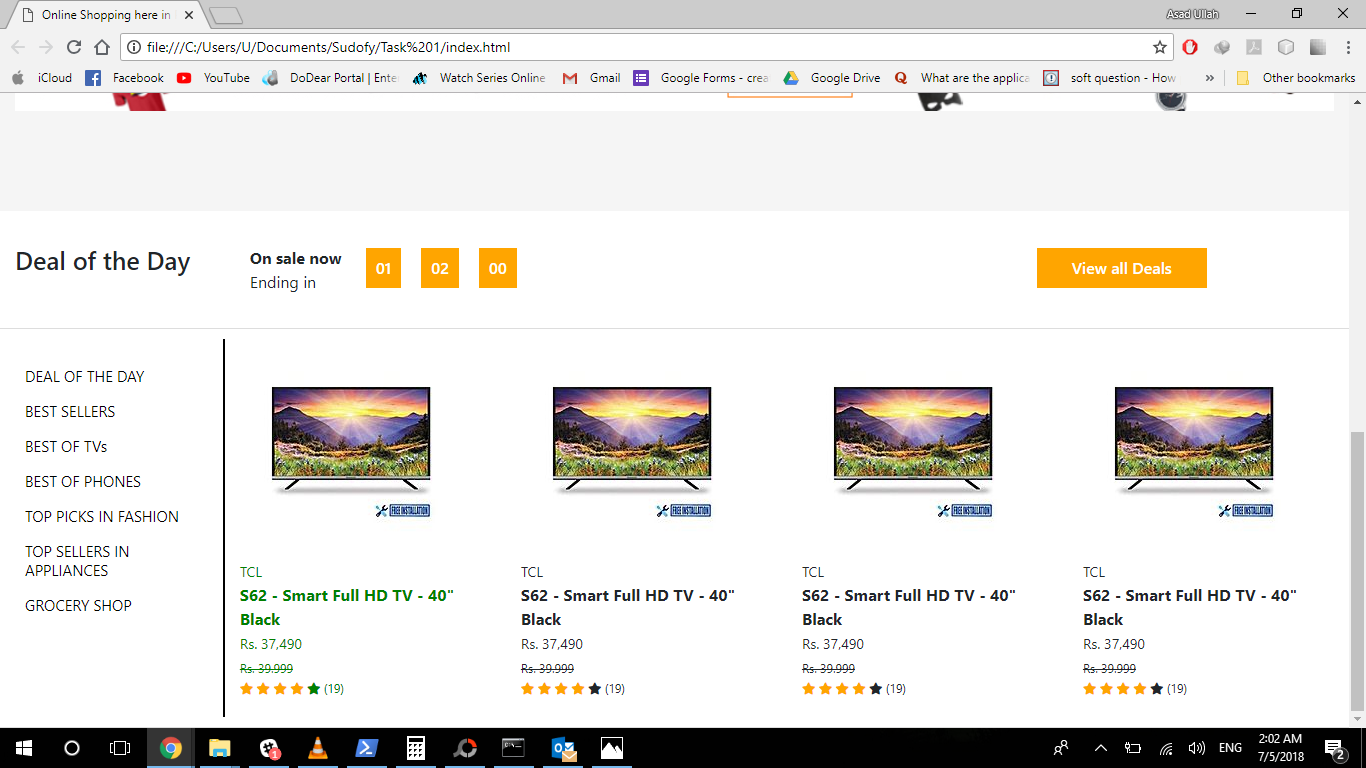 Online Shopping here in
Asad Ullah
file:///C:/Users/U/Documents/Sudofy/Task%201/index.html
iCloud
Facebook
YouTube
DoDear Portal | Ente
Watch Series Online
Gmail
Google Forms - crea
Google Drive
What are the applica
soft question - How
»
Other bookmarks
Deal of the Day
On sale now
Ending in
01
02
00
View all Deals
DEAL OF THE DAY
BEST SELLERS
BEST OF TVs
BEST OF PHONES
TOP PICKS IN FASHION
TOP SELLERS IN
APPLIANCES
GROCERY SHOP
FREE INSTALLATION
TCL
S62 - Smart Full HD TV - 40"
Black
Rs. 37,490
Rs. 39.999
(19)
FREE INSTALLATION
TCL
S62 - Smart Full HD TV - 40"
Black
Rs. 37,490
Rs. 39.999
(19)
FREE INSTALLATION
TCL
S62 - Smart Full HD TV - 40"
Black
Rs. 37,490
Rs. 39.999
(19)
FREE INSTALLATION
TCL
S62 - Smart Full HD TV - 40"
Black
Rs. 37,490
Rs. 39.999
(19)
1
ENG
2:02 AM
7/5/2018
2